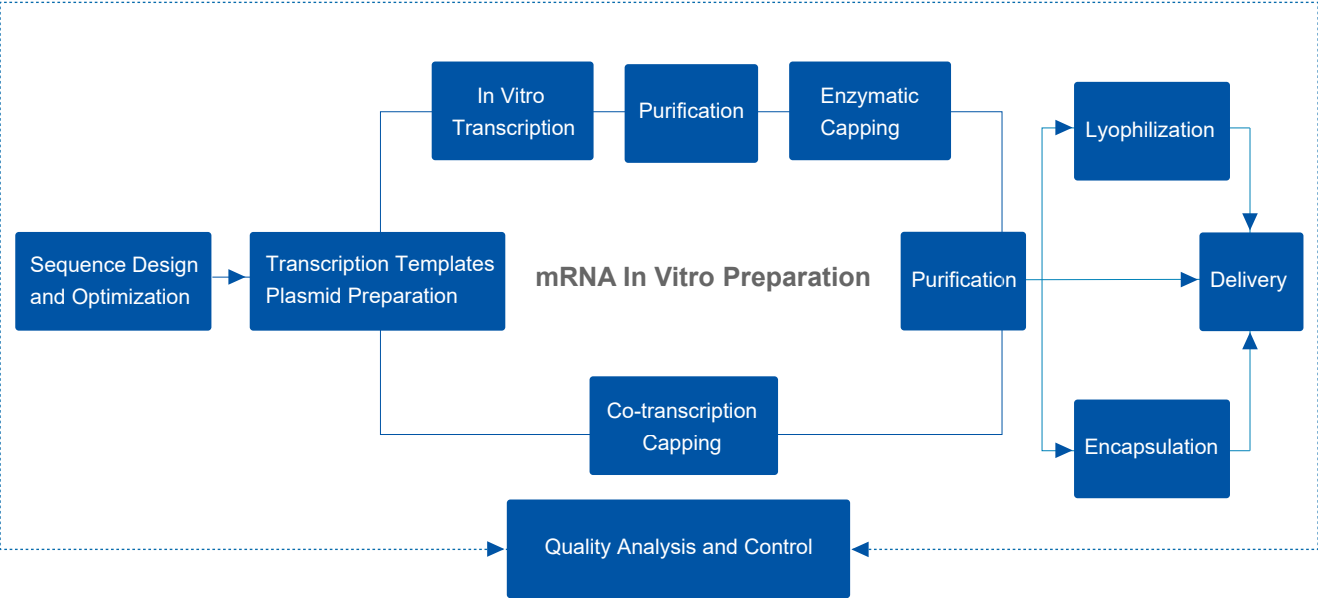 In Vitro
Transcription
Purification
Enzymatic
Capping
Lyophilization
Sequence Design
and Optimization
Transcription Templates
Plasmid Preparation
mRNA In Vitro Preparation
Purification
Delivery
Co-transcription
Capping
Encapsulation
Quality Analysis and Control